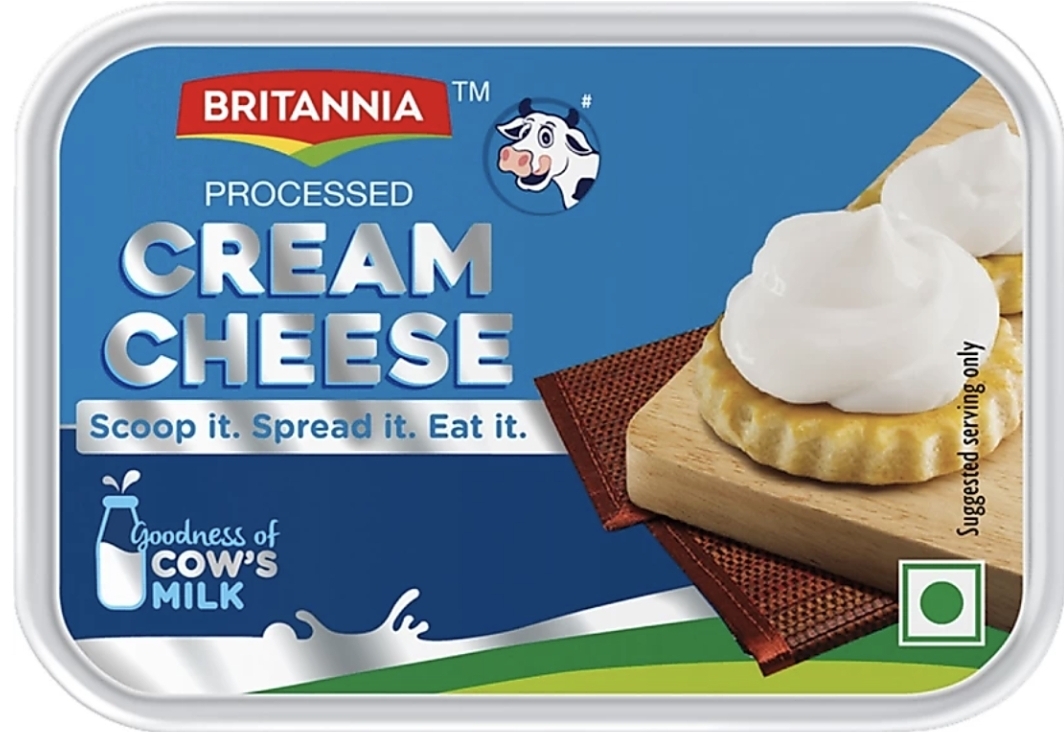 BRITANNIA TM
#
PROCESSED
CREAM
CHEESE
Scoop it. Spread it. Eat it.
Goodness of
COW'S
MILK
Suggested serving only